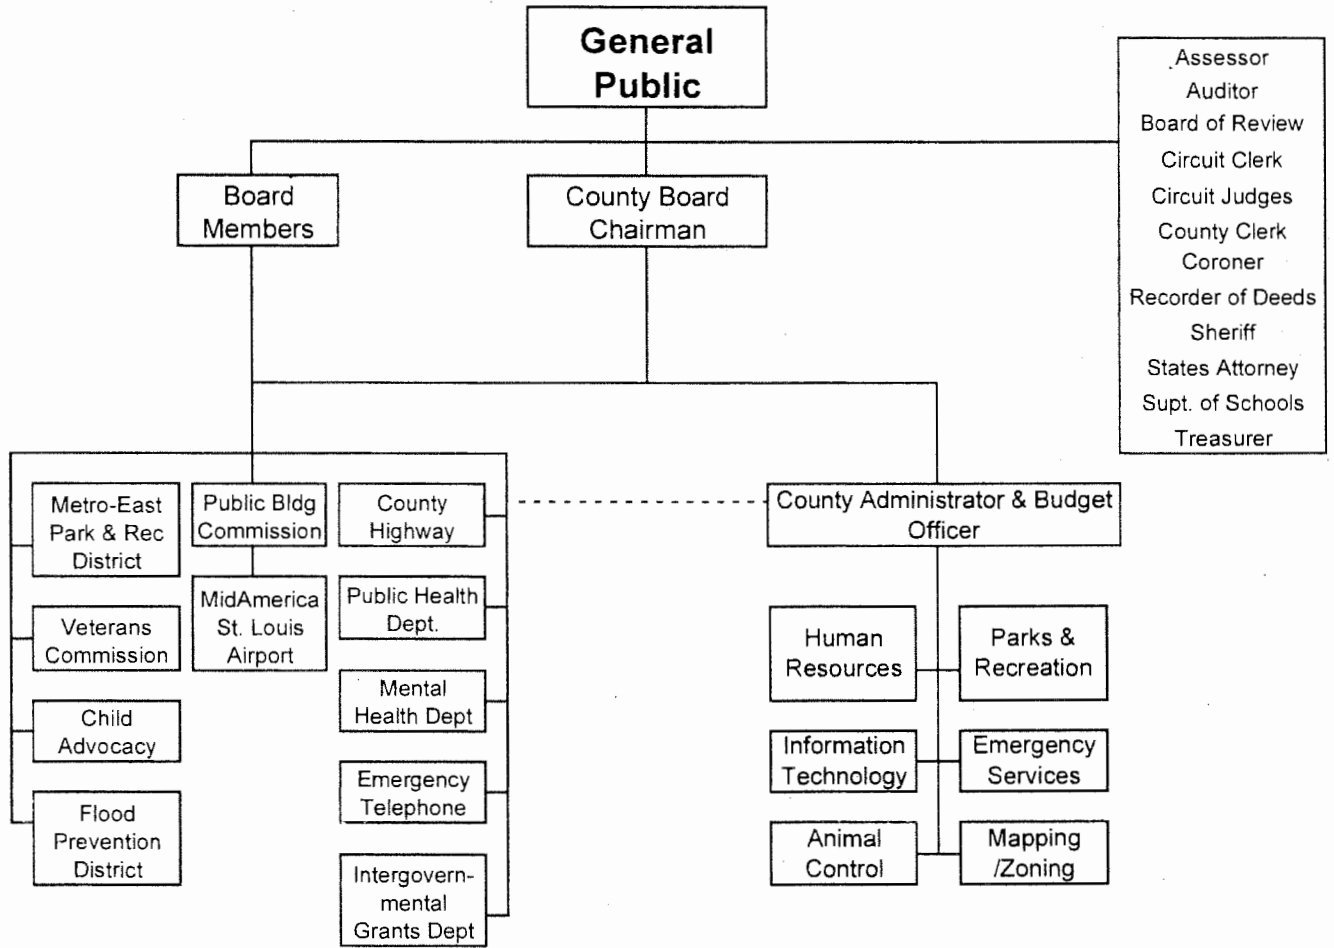 General
Public
Assessor
Auditor
Board of Review
Circuit Clerk
Circuit Judges
County Clerk
Coroner
Recorder of Deeds
Sheriff
States Attorney
Supt. of Schools
Treasurer
Board
Members
County Board
Chairman
Metro-East
Park & Rec
District
Veterans
Commission
Child
Advocacy
Flood
Prevention
District
Public Bldg
Commission
MidAmerica
St. Louis
Airport
County
Highway
Public Health
Dept.
Mental
Health Dept
Emergency
Telephone
Intergovern-
mental
Grants Dept
County Administrator & Budget
Officer
Human
Resources
Parks &
Recreation
Information
Technology
Emergency
Services
Animal
Control
Mapping
/Zoning